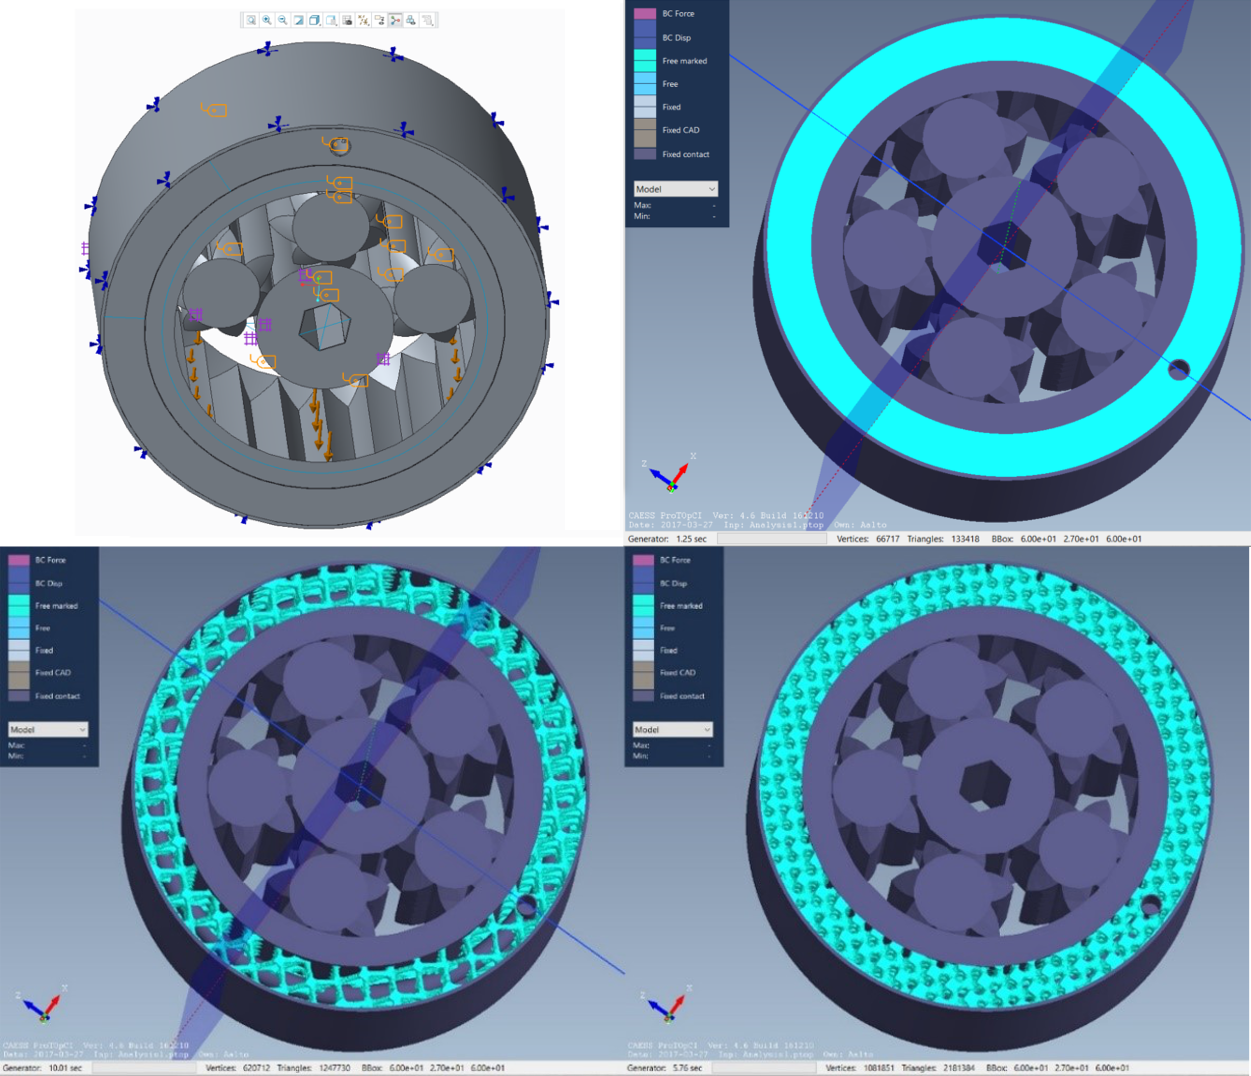 BC Force
BC Disp
Free marked
Free
Fixed
Fixed CAD
Fixed contact
Model
Max: -
Min: -
Z
X
CAESS ProTOpCI Ver: 4.6 Build 161210
Date: 2017-03-27 Inp: Analysis1.ptop Own: Aalto
Generator: 1.25 sec Vertices: 66717 Triangles: 133418 BBox: 6.00e+01 2.70e+01 6.00e+01
BC Force
BC Disp
Free marked
Free
Fixed
Fixed CAD
Fixed contact
Model
Max: -
Min: -
Z
X
CAESS ProTOpCI Ver: 4.6 Build 161210
Date: 2017-03-27 Inp: Analysis1.ptop Own: Aalto
Generator: 10.01 sec Vertices: 620712 Triangles: 1247730 BBox: 6.00e+01 2.70e+01 6.00e+01
BC Force
BC Disp
Free marked
Free
Fixed
Fixed CAD
Fixed contact
Model
Max: -
Min: -
Z
X
CAESS ProTOpCI Ver: 4.6 Build 161210
Date: 2017-03-27 Inp: Analysis1.ptop Own: Aalto
Generator: 5.76 sec Vertices: 1081851 Triangles: 2181384 BBox: 6.00e+01 2.70e+01 6.00e+01